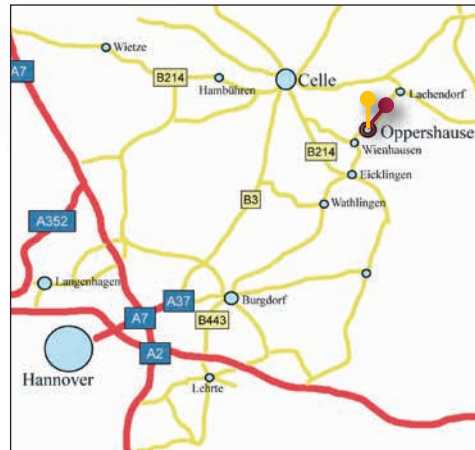 Wietze
A7
B214
Hambühren
Celle
Lachendorf
Oppershause
B214
Wienhausen
Eicklingen
B3
Wathlingen
A352
Langenhagen
A37
Burgdorf
A7
B443
A2
Hannover
Lehrte